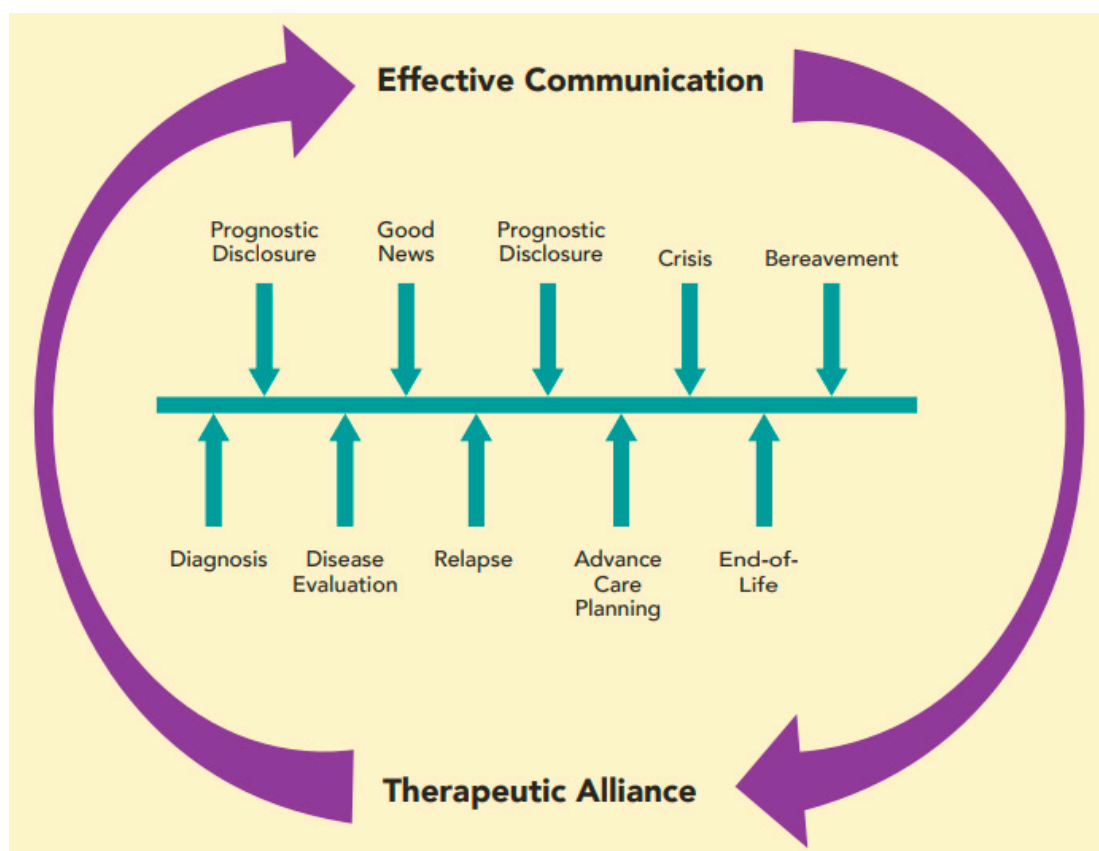 Effective Communication
Prognostic
Disclosure
Good
News
Prognostic
Disclosure
Crisis
Bereavement
Diagnosis
Disease
Evaluation
Relapse
Advance
Care
Planning
End-of-
Life
Therapeutic Alliance